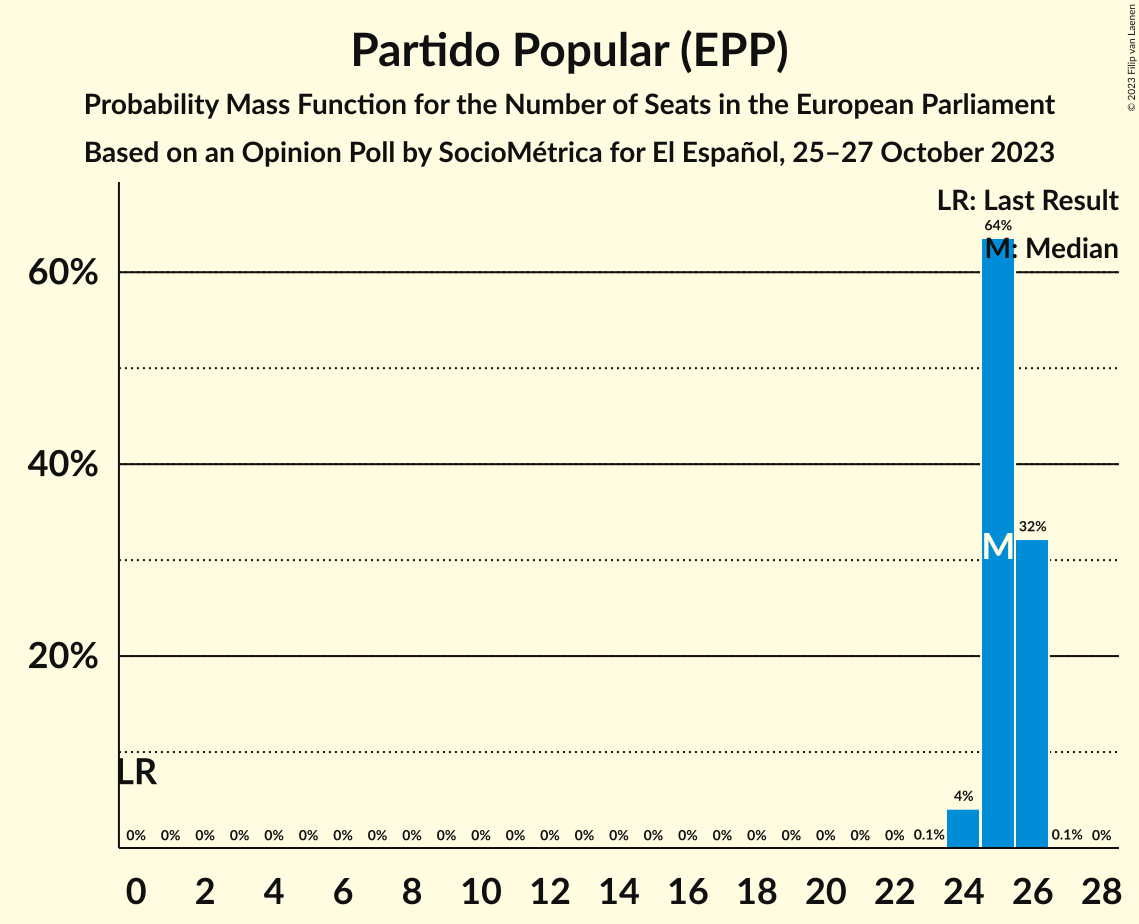 Partido Popular (EPP)
Probability Mass Function for the Number of Seats in the European Parliament
Based on an Opinion Poll by SocioMétrica for El Español, 25–27 October 2023
© 2023 Filip van Laenen
LR: Last Result
M: Median
60%
40%
20%
64%
32%
M
LR
4%
0% 0% 0% 0% 0% 0% 0% 0% 0% 0% 0% 0% 0% 0% 0% 0% 0% 0% 0% 0% 0% 0% 0% 0.1% 0.1% 0%
0 2 4 6 8 10 12 14 16 18 20 22 24 26 28